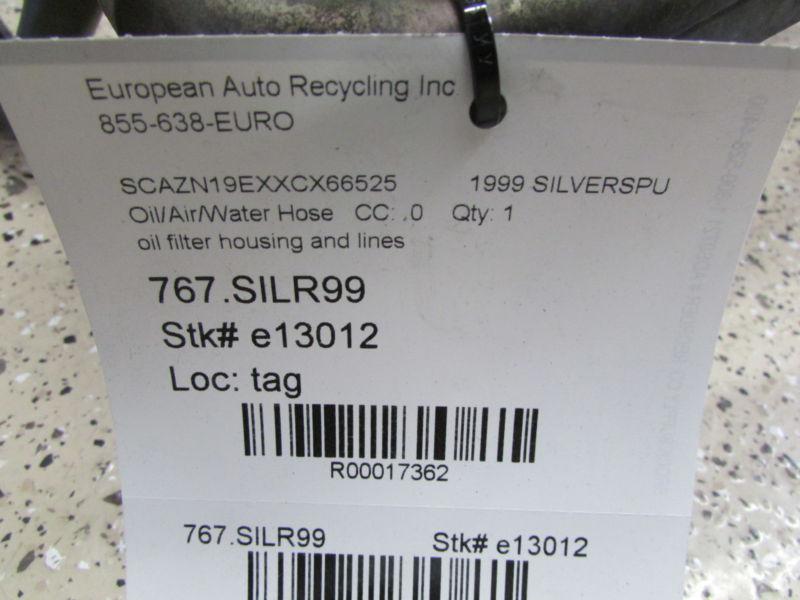 European Auto Recycling Inc
855-638-EURO
SCAZN19EXXCX66525 1999 SILVERSPU
Oil/Air/Water Hose CC: .0 Qty: 1
oil filter housing and lines
767.SILR99
Stk# e13012
Loc: tag
R00017362
767.SILR99 Stk# e13012